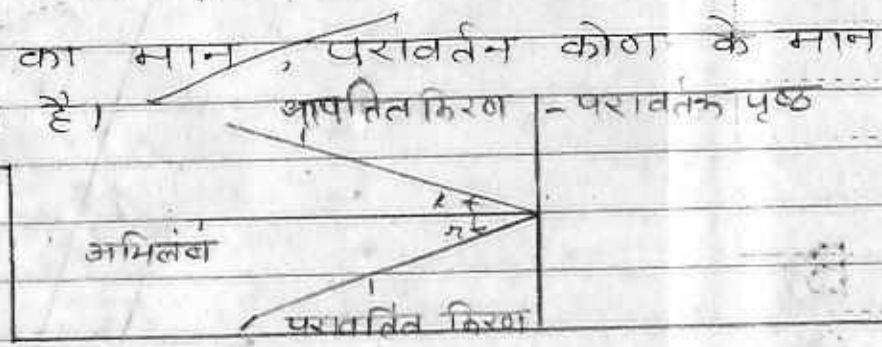 का मान , परावर्तन कोण के मान
है।
आपतित किरण - परावर्तक पृष्ठ
i
r
अभिलंब
परावर्तित किरण